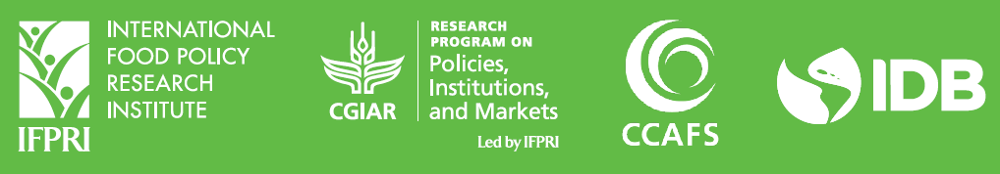 INTERNATIONAL
FOOD POLICY
RESEARCH
INSTITUTE
IFPRI
CGIAR
RESEARCH
PROGRAM ON
Policies,
Institutions,
and Markets
Led by IFPRI
CCAFS
IDB